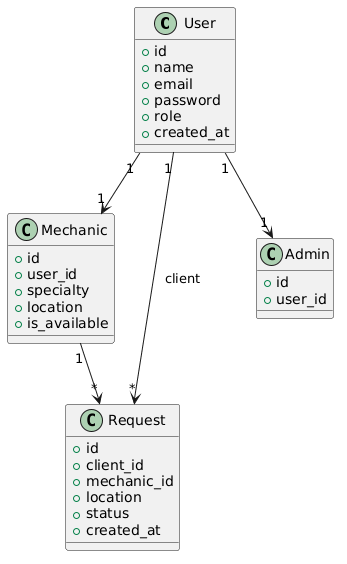 C User
id
name
email
password
role
created_at
1
1
1
client
1
C Mechanic
id
user_id
specialty
location
is_available
1
C Admin
id
user_id
1
*
*
C Request
id
client_id
mechanic_id
location
status
created_at